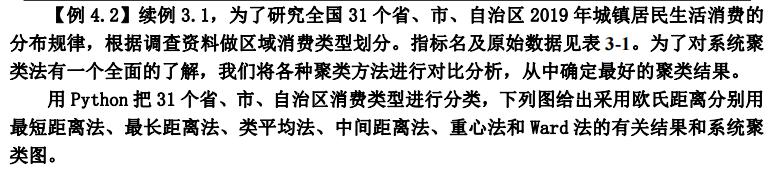 【例 4.2】续例 3.1，为了研究全国 31 个省、市、自治区 2019 年城镇居民生活消费的
分布规律，根据调查资料做区域消费类型划分。指标名及原始数据见表 3-1。为了对系统聚
类法有一个全面的了解，我们将各种聚类方法进行对比分析，从中确定最好的聚类结果。
用 Python 把 31 个省、市、自治区消费类型进行分类，下列图给出采用欧氏距离分别用
最短距离法、最长距离法、类平均法、中间距离法、重心法和 Ward 法的有关结果和系统聚
类图。